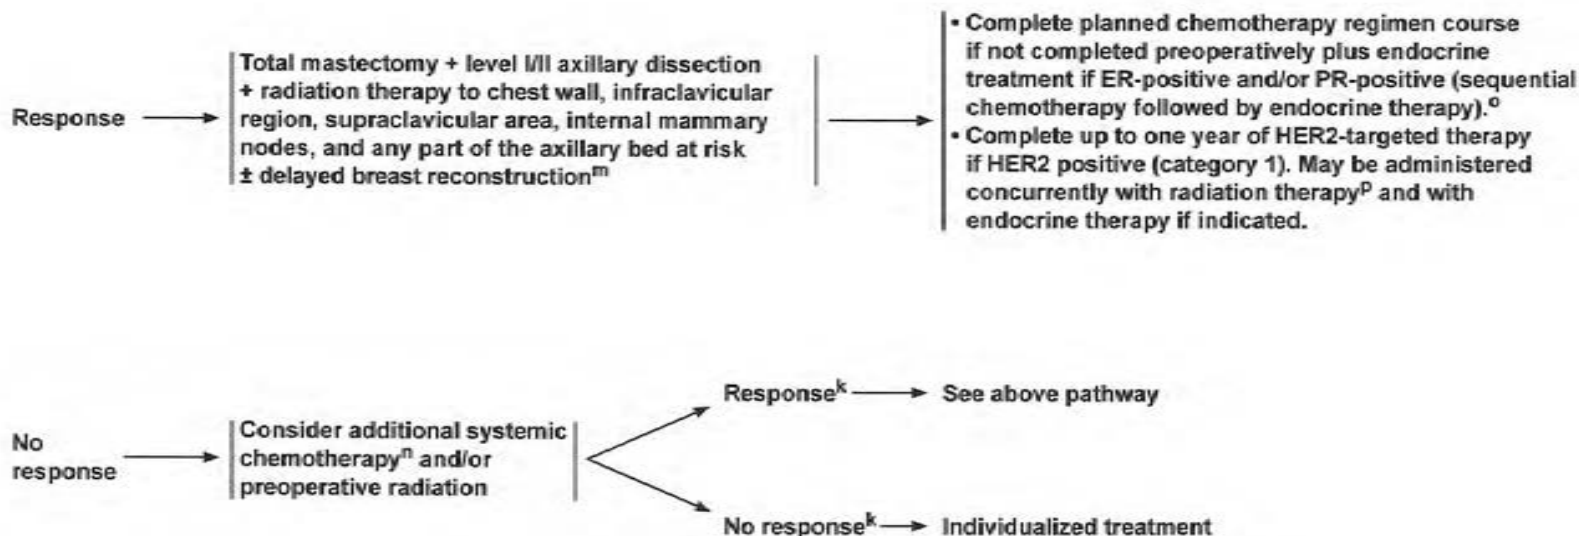 Response
Total mastectomy + level I/II axillary dissection
+ radiation therapy to chest wall, infraclavicular
region, supraclavicular area, internal mammary
nodes, and any part of the axillary bed at risk
± delayed breast reconstructionᵐ
• Complete planned chemotherapy regimen course
if not completed preoperatively plus endocrine
treatment if ER-positive and/or PR-positive (sequential
chemotherapy followed by endocrine therapy).ᵒ
• Complete up to one year of HER2-targeted therapy
if HER2 positive (category 1). May be administered
concurrently with radiation therapyᵖ and with
endocrine therapy if indicated.
No
response
Consider additional systemic
chemotherapyⁿ and/or
preoperative radiation
Responseᵏ
See above pathway
No responseᵏ
Individualized treatment